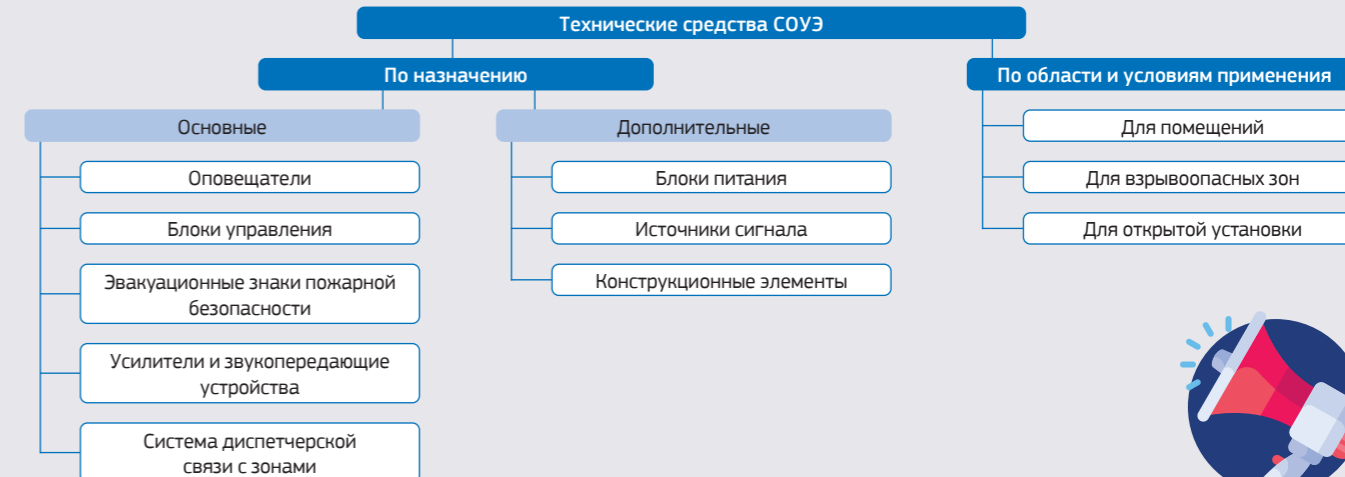 Технические средства СОУЭ
По назначению
Основные
Оповещатели
Блоки управления
Эвакуационные знаки пожарной
безопасности
Усилители и звукопередающие
устройства
Система диспетчерской
связи с зонами
Дополнительные
Блоки питания
Источники сигнала
Конструкционные элементы
По области и условиям применения
Для помещений
Для взрывоопасных зон
Для открытой установки